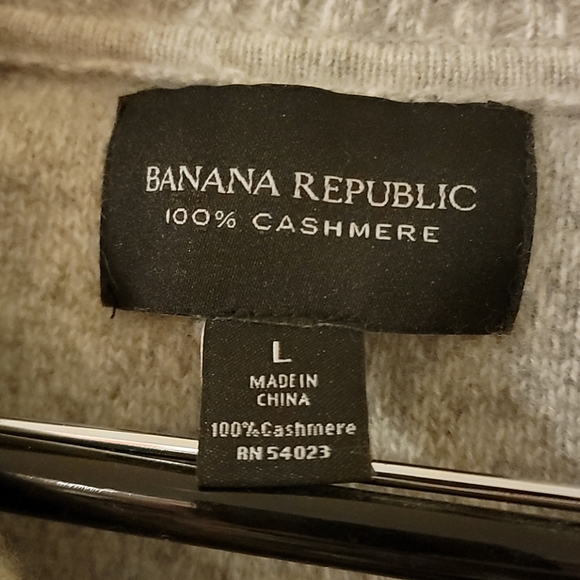 BANANA REPUBLIC
100% CASHMERE
L
MADE IN
CHINA
100%Cashmere
RN 54023